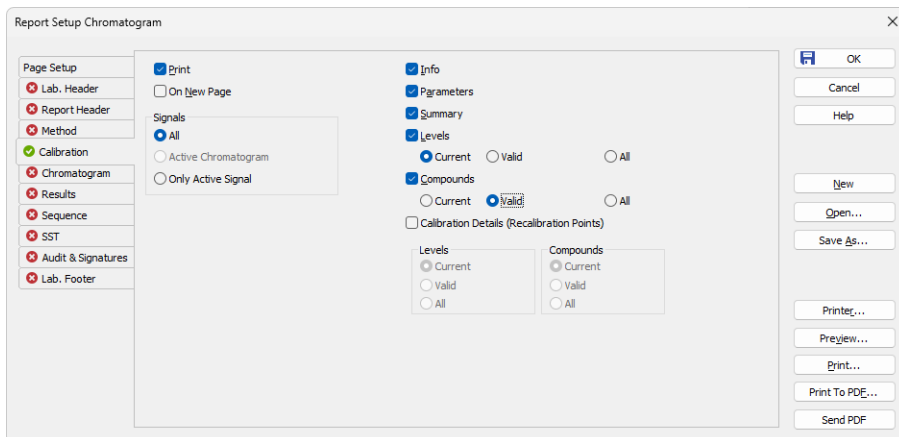 Report Setup Chromatogram
Page Setup
Lab. Header
Report Header
Method
Calibration
Chromatogram
Results
Sequence
SST
Audit & Signatures
Lab. Footer
Print
On New Page
Signals
All
Active Chromatogram
Only Active Signal
Info
Parameters
Summary
Levels
Current Valid All
Compounds
Current Valid All
Calibration Details (Recalibration Points)
Levels Compounds
Current Current
Valid Valid
All All
OK
Cancel
Help
New
Open...
Save As...
Printer...
Preview...
Print...
Print To PDF...
Send PDF